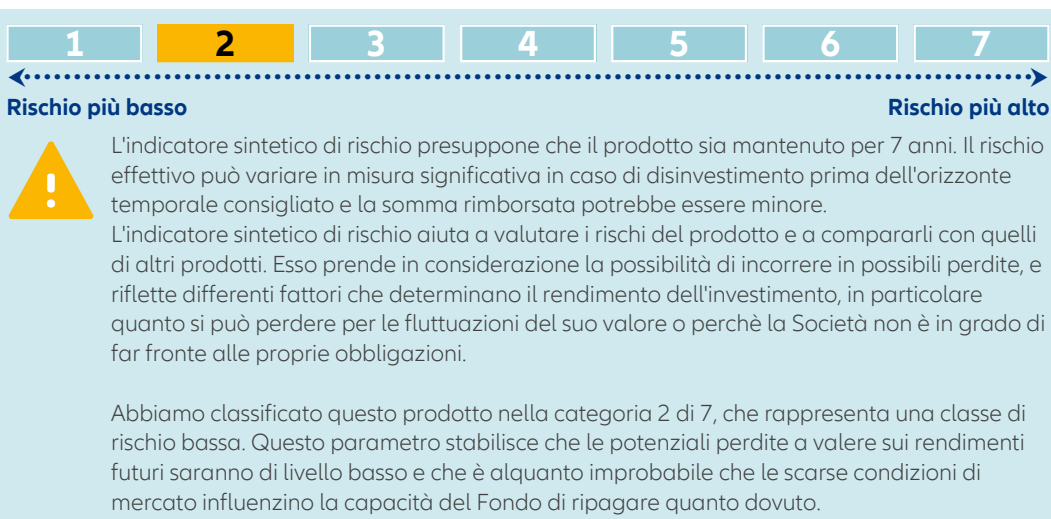 1 2 3 4 5 6 7
Rischio più basso Rischio più alto
L'indicatore sintetico di rischio presuppone che il prodotto sia mantenuto per 7 anni. Il rischio
effettivo può variare in misura significativa in caso di disinvestimento prima dell'orizzonte
temporale consigliato e la somma rimborsata potrebbe essere minore.
L'indicatore sintetico di rischio aiuta a valutare i rischi del prodotto e a compararli con quelli
di altri prodotti. Esso prende in considerazione la possibilità di incorrere in possibili perdite, e
riflette differenti fattori che determinano il rendimento dell'investimento, in particolare
quanto si può perdere per le fluttuazioni del suo valore o perchè la Società non è in grado di
far fronte alle proprie obbligazioni.
Abbiamo classificato questo prodotto nella categoria 2 di 7, che rappresenta una classe di
rischio bassa. Questo parametro stabilisce che le potenziali perdite a valere sui rendimenti
futuri saranno di livello basso e che è alquanto improbabile che le scarse condizioni di
mercato influenzino la capacità del Fondo di ripagare quanto dovuto.